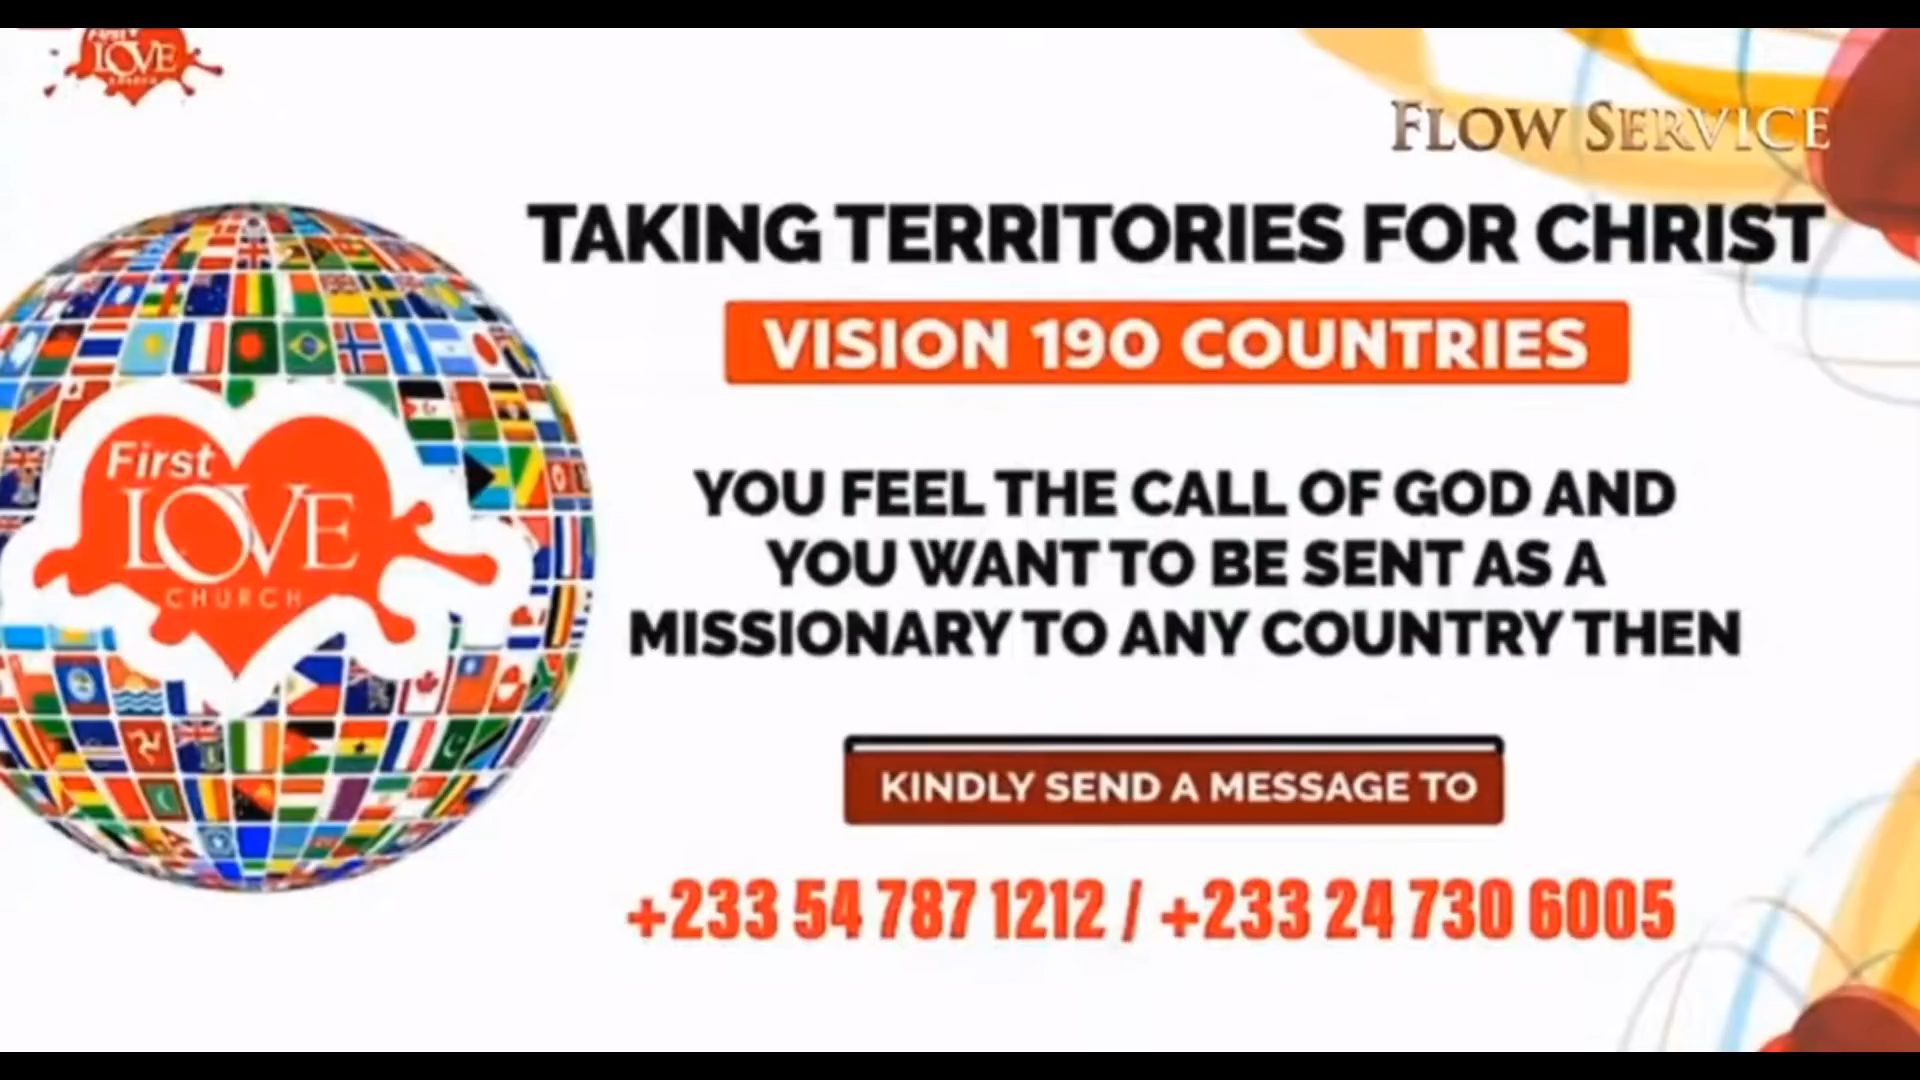 First
LOVE
CHURCH
FLOW SERVICE
TAKING TERRITORIES FOR CHRIST
VISION 190 COUNTRIES
First
LOVE
CHURCH
YOU FEEL THE CALL OF GOD AND
YOU WANT TO BE SENT AS A
MISSIONARY TO ANY COUNTRY THEN
KINDLY SEND A MESSAGE TO
+233 54 787 1212 / +233 24 730 6005